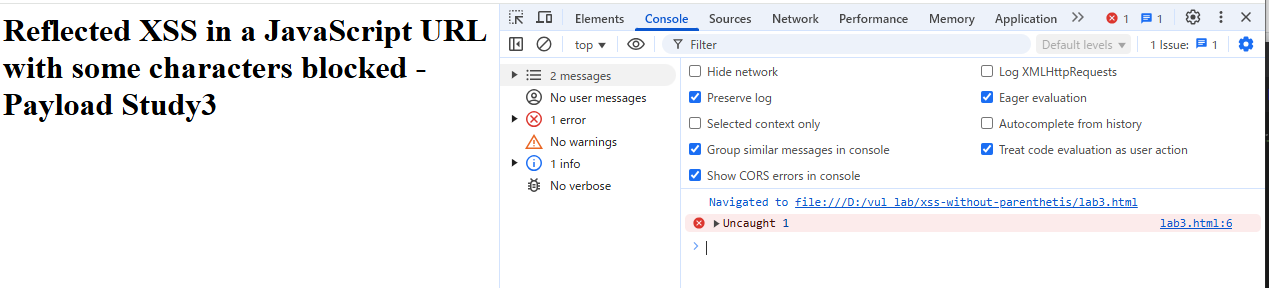 Reflected XSS in a JavaScript URL
with some characters blocked -
Payload Study3
Elements Console Sources Network Performance Memory Application 1 1
top Filter Default levels 1 Issue: 1
2 messages
No user messages
1 error
No warnings
1 info
No verbose
Hide network Log XMLHttpRequests
Preserve log Eager evaluation
Selected context only Autocomplete from history
Group similar messages in console Treat code evaluation as user action
Show CORS errors in console
Navigated to file:///D:/vul_lab/xss-without-parenthetis/lab3.html
Uncaught 1 lab3.html:6